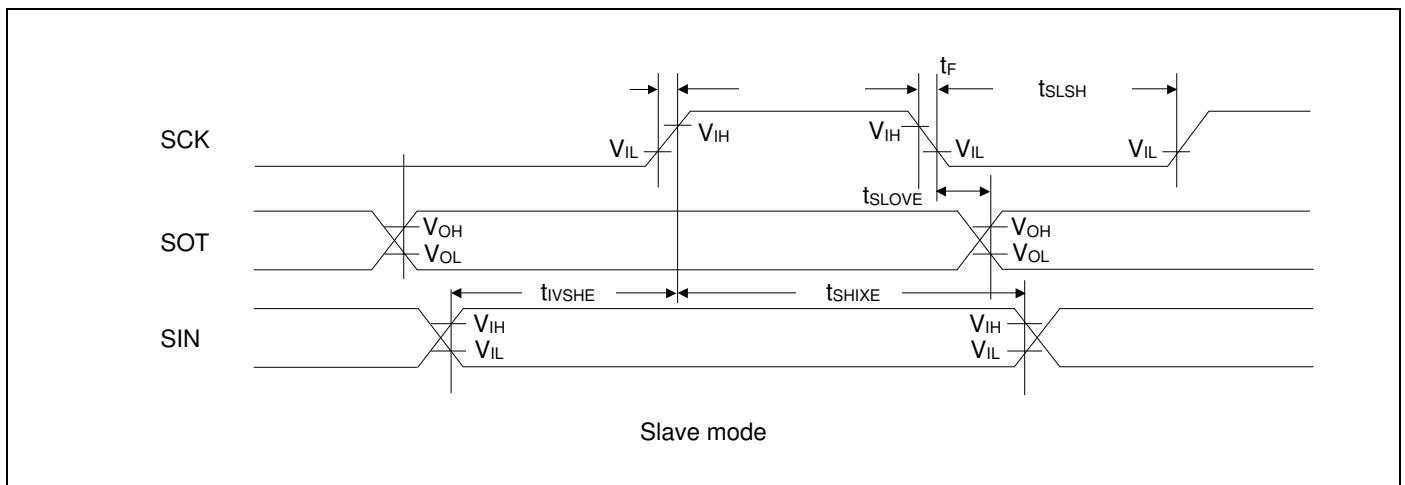 tF
tSLSH
SCK
VIH
VIH
VIL
VIL
VIL
tSLOVE
SOT
VOH
VOH
VOL
VOL
tIVSHE
tSHIXE
SIN
VIH
VIH
VIL
VIL
Slave mode